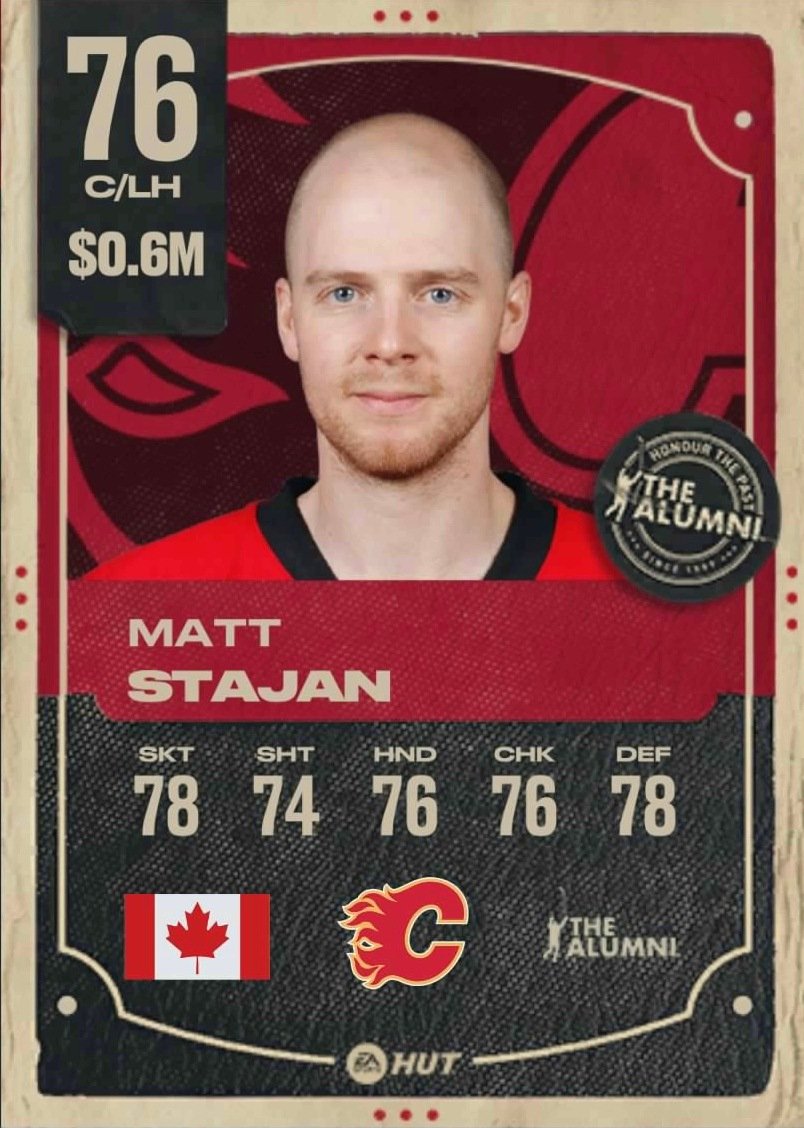 76
C/LH
$0.6M
HONOUR THE PAST
THE
ALUMNI
MATT
STAJAN
SKT SHT HND CHK DEF
78 74 76 76 78
C
THE
ALUMNI
EA
HUT